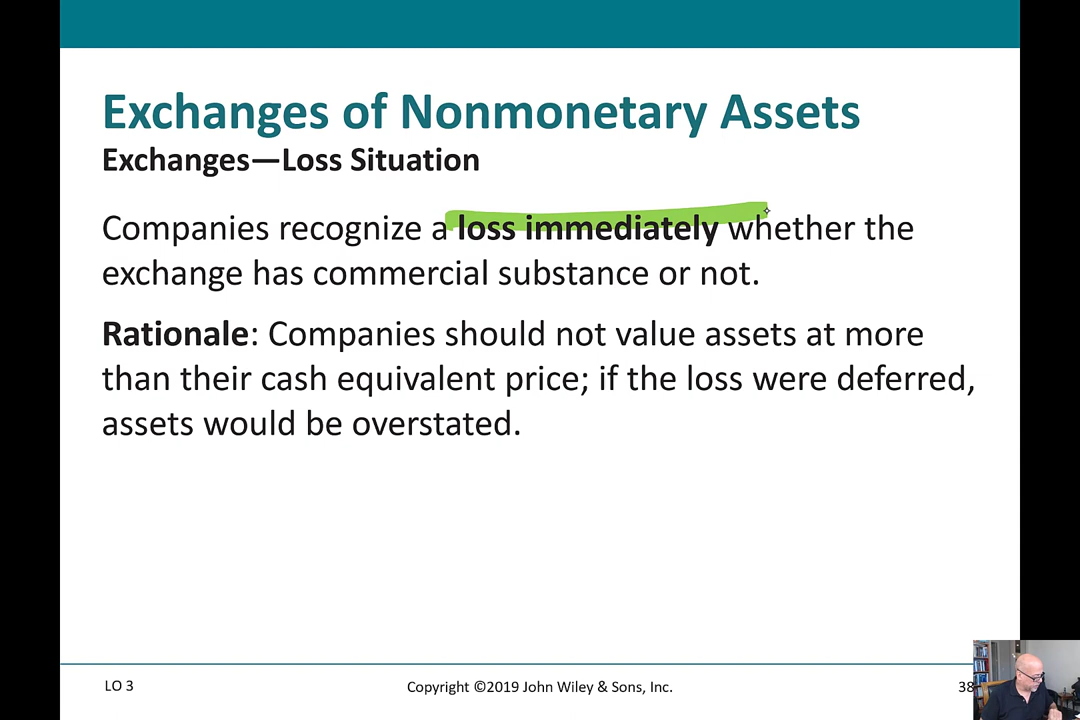 Exchanges of Nonmonetary Assets
Exchanges—Loss Situation
Companies recognize a loss immediately whether the
exchange has commercial substance or not.
Rationale: Companies should not value assets at more
than their cash equivalent price; if the loss were deferred,
assets would be overstated.
LO 3
Copyright ©2019 John Wiley & Sons, Inc.
38